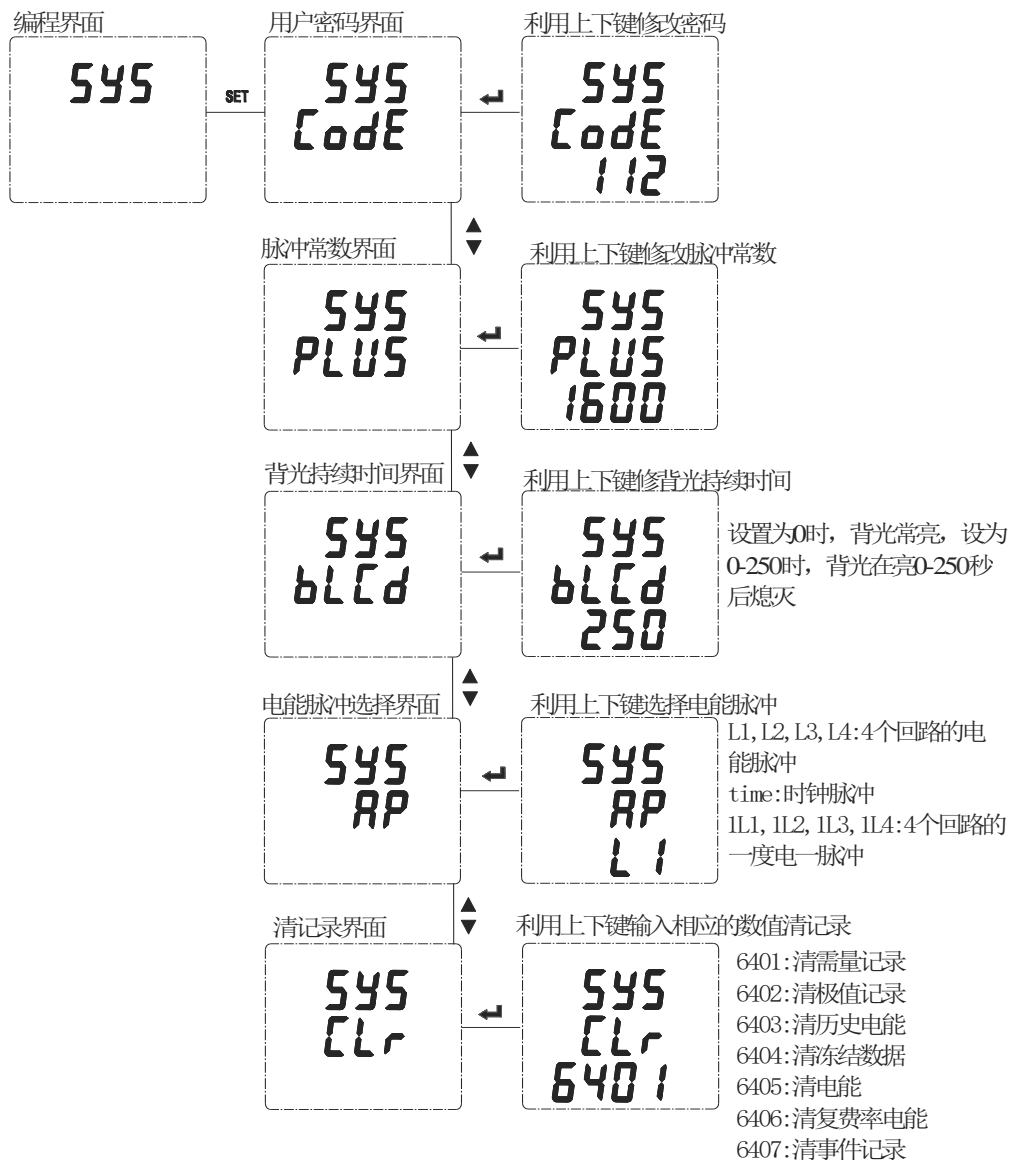 编程界面
用户密码界面
利用上下键修改密码
SYS
SET
SYS
CodE
SYS
CodE
112
脉冲常数界面
利用上下键修改脉冲常数
SYS
PLUS
SYS
PLUS
1600
背光持续时间界面
利用上下键修背光持续时间
SYS
bLCd
SYS
bLCd
250
设置为0时，背光常亮，设为
0-250时，背光在亮0-250秒
后熄灭
电能脉冲选择界面
利用上下键选择电能脉冲
SYS
AP
SYS
AP
L1
L1,L2,L3,L4:4个回路的电
能脉冲
time:时钟脉冲
1L1,1L2,1L3,1L4:4个回路的
一度电一脉冲
清记录界面
利用上下键输入相应的数值清记录
SYS
CLr
SYS
CLr
6401
6401:清需量记录
6402:清极值记录
6403:清历史电能
6404:清冻结数据
6405:清电能
6406:清复费率电能
6407:清事件记录